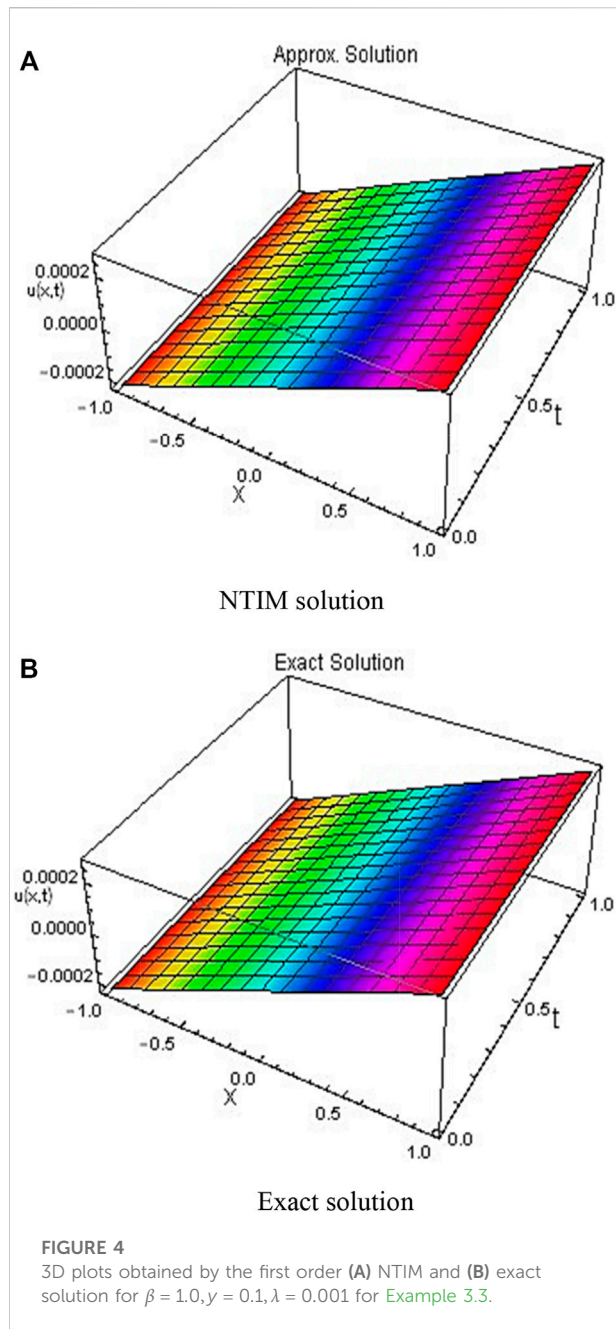 A
Approx. Solution
0.0002
u(x,t)
0.0000
−0.0002
−1.0
−0.5
0.0
X
0.5
1.0
0.0
0.5
t
1.0
NTIM solution
B
Exact Solution
0.0002
u(x,t)
0.0000
−0.0002
−1.0
−0.5
0.0
X
0.5
1.0
0.0
0.5
t
1.0
Exact solution
FIGURE 4
3D plots obtained by the first order (A) NTIM and (B) exact
solution for β = 1.0, y = 0.1, λ = 0.001 for Example 3.3.